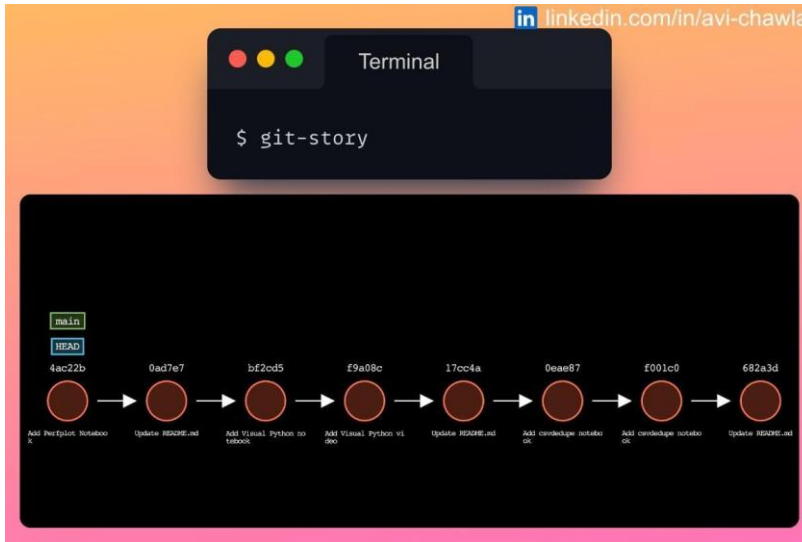 in linkedin.com/in/avi-chawla
Terminal
$ git-story
main
HEAD
4ac22b 0ad7e7 bf2cd5 f9a08c 17cc4a 0eae87 f001c0 682a3d
Add Perfplot Noteboo Update README.md Add Visual Python no Add Visual Python vi Update README.md Add csvdedupe notebo Add csvdedupe notebo Update README.md
k tebook deo ok ok